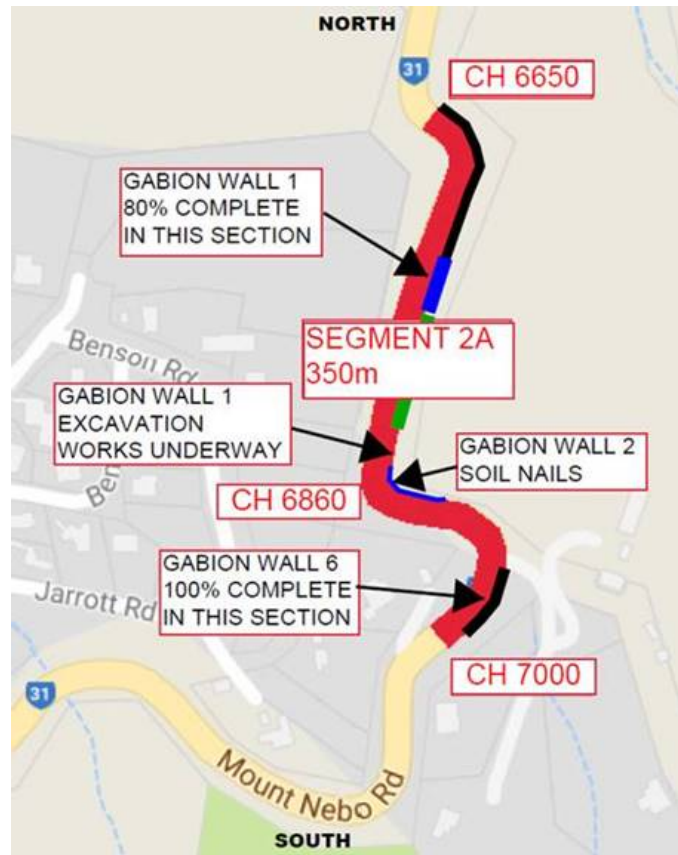 NORTH
31
CH 6650
GABION WALL 1
80% COMPLETE
IN THIS SECTION
SEGMENT 2A
350m
Benson Rd
GABION WALL 1
EXCAVATION
WORKS UNDERWAY
GABION WALL 2
SOIL NAILS
Ben
CH 6860
GABION WALL 6
100% COMPLETE
IN THIS SECTION
Jarrott Rd
CH 7000
31
Mount Nebo Rd
SOUTH